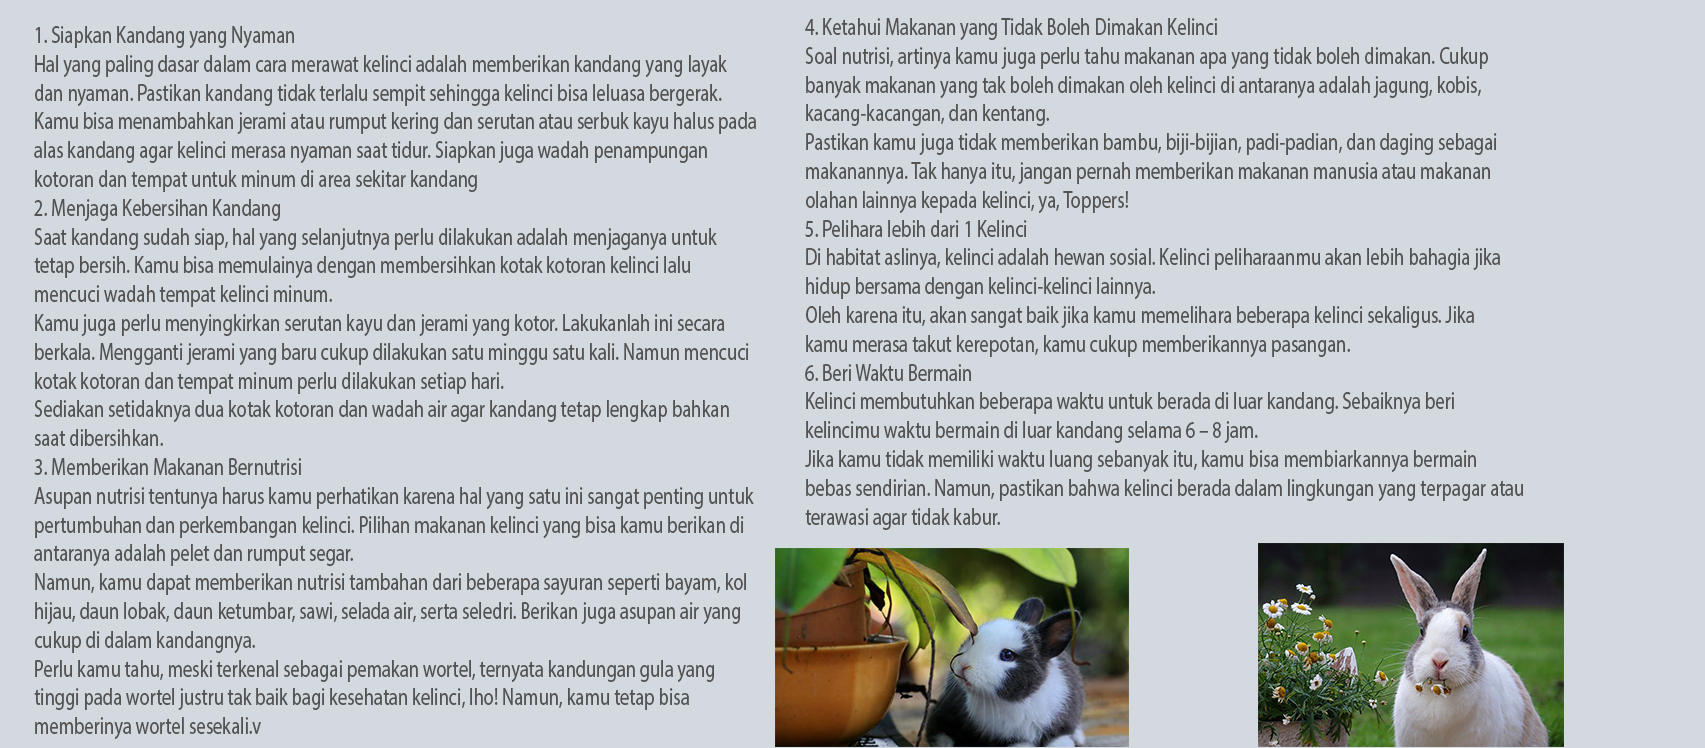 1. Siapkan Kandang yang Nyaman
Hal yang paling dasar dalam cara merawat kelinci adalah memberikan kandang yang layak
dan nyaman. Pastikan kandang tidak terlalu sempit sehingga kelinci bisa leluasa bergerak.
Kamu bisa menambahkan jerami atau rumput kering dan serutan atau serbuk kayu halus pada
alas kandang agar kelinci merasa nyaman saat tidur. Siapkan juga wadah penampungan
kotoran dan tempat untuk minum di area sekitar kandang
2. Menjaga Kebersihan Kandang
Saat kandang sudah siap, hal yang selanjutnya perlu dilakukan adalah menjaganya untuk
tetap bersih. Kamu bisa memulainya dengan membersihkan kotak kotoran kelinci lalu
mencuci wadah tempat kelinci minum.
Kamu juga perlu menyingkirkan serutan kayu dan jerami yang kotor. Lakukanlah ini secara
berkala. Mengganti jerami yang baru cukup dilakukan satu minggu satu kali. Namun mencuci
kotak kotoran dan tempat minum perlu dilakukan setiap hari.
Sediakan setidaknya dua kotak kotoran dan wadah air agar kandang tetap lengkap bahkan
saat dibersihkan.
3. Memberikan Makanan Bernutrisi
Asupan nutrisi tentunya harus kamu perhatikan karena hal yang satu ini sangat penting untuk
pertumbuhan dan perkembangan kelinci. Pilihan makanan kelinci yang bisa kamu berikan di
antaranya adalah pelet dan rumput segar.
Namun, kamu dapat memberikan nutrisi tambahan dari beberapa sayuran seperti bayam, kol
hijau, daun lobak, daun ketumbar, sawi, selada air, serta seledri. Berikan juga asupan air yang
cukup di dalam kandangnya.
Perlu kamu tahu, meski terkenal sebagai pemakan wortel, ternyata kandungan gula yang
tinggi pada wortel justru tak baik bagi kesehatan kelinci, lho! Namun, kamu tetap bisa
memberinya wortel sesekali.v
4. Ketahui Makanan yang Tidak Boleh Dimakan Kelinci
Soal nutrisi, artinya kamu juga perlu tahu makanan apa yang tidak boleh dimakan. Cukup
banyak makanan yang tak boleh dimakan oleh kelinci di antaranya adalah jagung, kobis,
kacang-kacangan, dan kentang.
Pastikan kamu juga tidak memberikan bambu, biji-bijian, padi-padian, dan daging sebagai
makanannya. Tak hanya itu, jangan pernah memberikan makanan manusia atau makanan
olahan lainnya kepada kelinci, ya, Toppers!
5. Pelihara lebih dari 1 Kelinci
Di habitat aslinya, kelinci adalah hewan sosial. Kelinci peliharaanmu akan lebih bahagia jika
hidup bersama dengan kelinci-kelinci lainnya.
Oleh karena itu, akan sangat baik jika kamu memelihara beberapa kelinci sekaligus. Jika
kamu merasa takut kerepotan, kamu cukup memberikannya pasangan.
6. Beri Waktu Bermain
Kelinci membutuhkan beberapa waktu untuk berada di luar kandang. Sebaiknya beri
kelincimu waktu bermain di luar kandang selama 6 – 8 jam.
Jika kamu tidak memiliki waktu luang sebanyak itu, kamu bisa membiarkannya bermain
bebas sendirian. Namun, pastikan bahwa kelinci berada dalam lingkungan yang terpagar atau
terawasi agar tidak kabur.